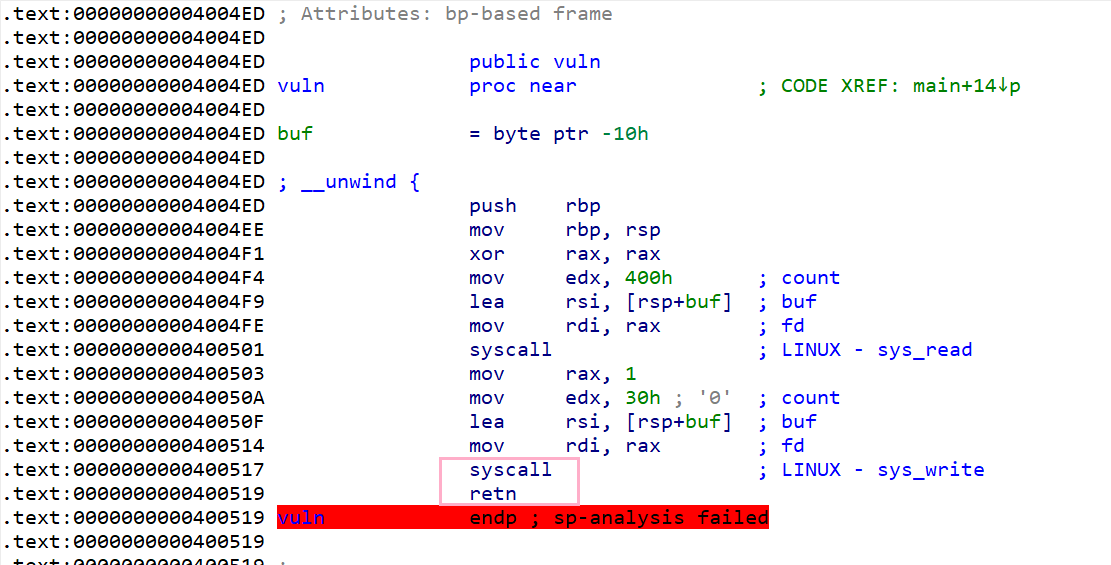 .text:00000000004004ED ; Attributes: bp-based frame
.text:00000000004004ED
.text:00000000004004ED public vuln
.text:00000000004004ED vuln proc near ; CODE XREF: main+14↓p
.text:00000000004004ED
.text:00000000004004ED buf = byte ptr -10h
.text:00000000004004ED
.text:00000000004004ED ; __unwind {
.text:00000000004004ED push rbp
.text:00000000004004EE mov rbp, rsp
.text:00000000004004F1 xor rax, rax
.text:00000000004004F4 mov edx, 400h ; count
.text:00000000004004F9 lea rsi, [rsp+buf] ; buf
.text:00000000004004FE mov rdi, rax ; fd
.text:0000000000400501 syscall ; LINUX - sys_read
.text:0000000000400503 mov rax, 1
.text:000000000040050A mov edx, 30h ; '0' ; count
.text:000000000040050F lea rsi, [rsp+buf] ; buf
.text:0000000000400514 mov rdi, rax ; fd
.text:0000000000400517 syscall ; LINUX - sys_write
.text:0000000000400519 retn
.text:0000000000400519 vuln endp ; sp-analysis failed
.text:0000000000400519
.text:0000000000400519 ;